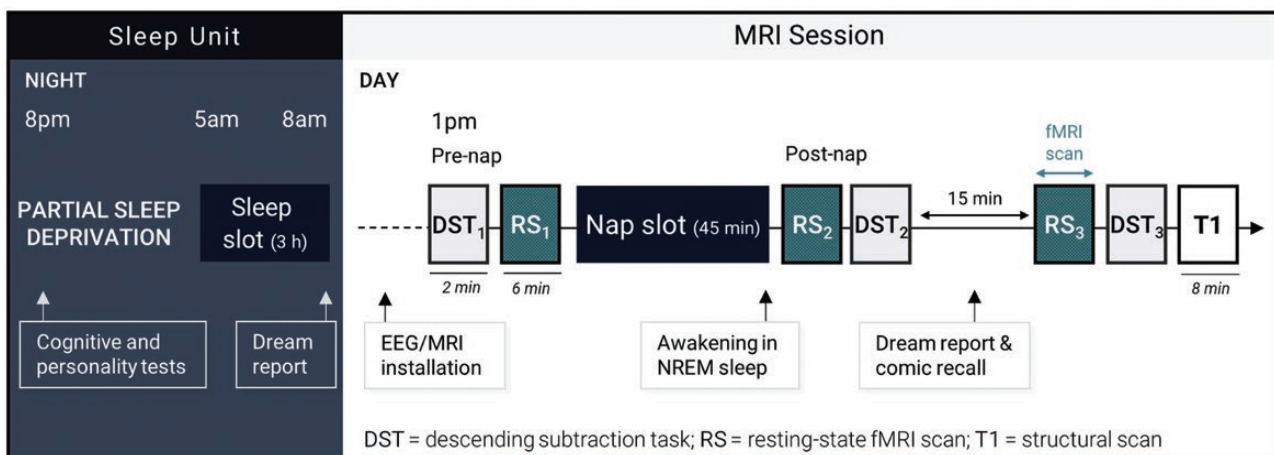 Sleep Unit
MRI Session
NIGHT
8pm 5am 8am
PARTIAL SLEEP
DEPRIVATION
Sleep
slot (3 h)
Cognitive and
personality tests
Dream
report
DAY
1pm
Pre-nap
Post-nap
fMRI
scan
DST₁
RS₁
Nap slot (45 min)
RS₂
DST₂
15 min
RS₃
DST₃
T1
2 min
6 min
8 min
EEG/MRI
installation
Awakening in
NREM sleep
Dream report &
comic recall
DST = descending subtraction task; RS = resting-state fMRI scan; T1 = structural scan